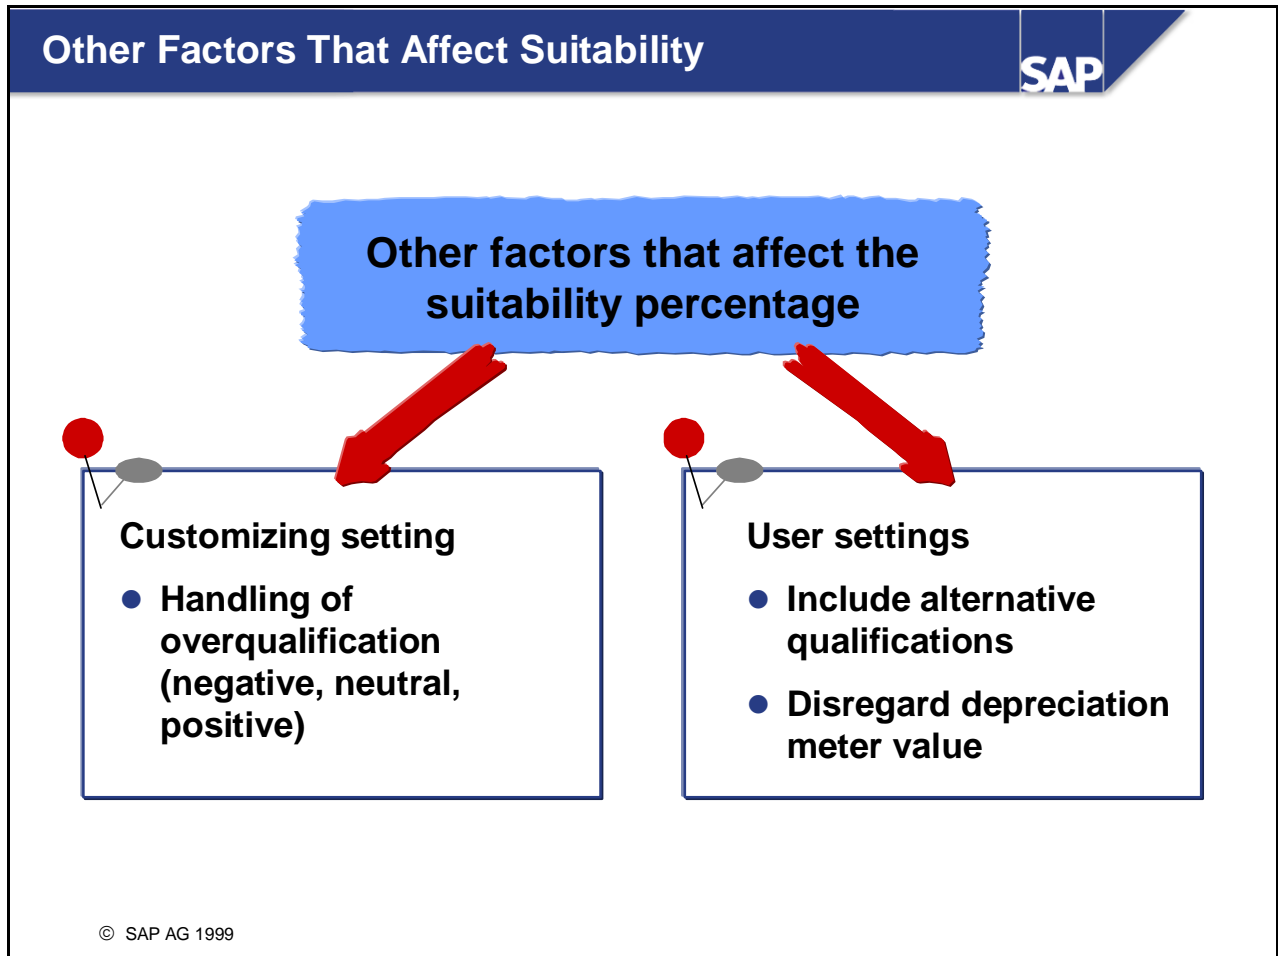 Other Factors That Affect Suitability
SAP
Other factors that affect the
suitability percentage
Customizing setting
● Handling of
overqualification
(negative, neutral,
positive)
User settings
● Include alternative
qualifications
● Disregard depreciation
meter value
© SAP AG 1999